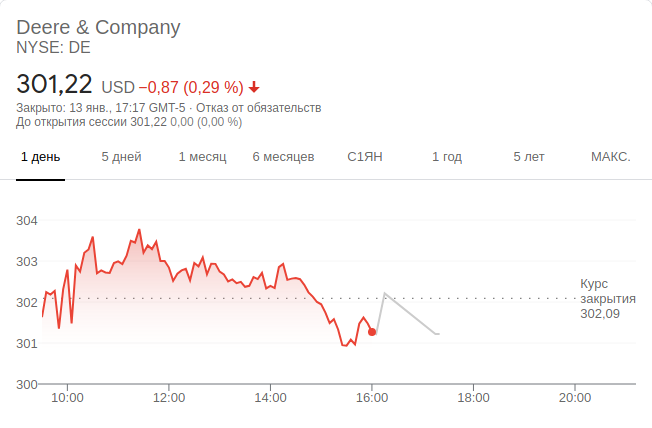 Deere & Company
NYSE: DE
301,22 USD −0,87 (0,29 %)
Закрыто: 13 янв., 17:17 GMT-5 · Отказ от обязательств
До открытия сессии 301,22 0,00 (0,00 %)
1 день 5 дней 1 месяц 6 месяцев С1ЯН 1 год 5 лет МАКС.
304
303
Курс
302 закрытия
302,09
301
300
10:00 12:00 14:00 16:00 18:00 20:00